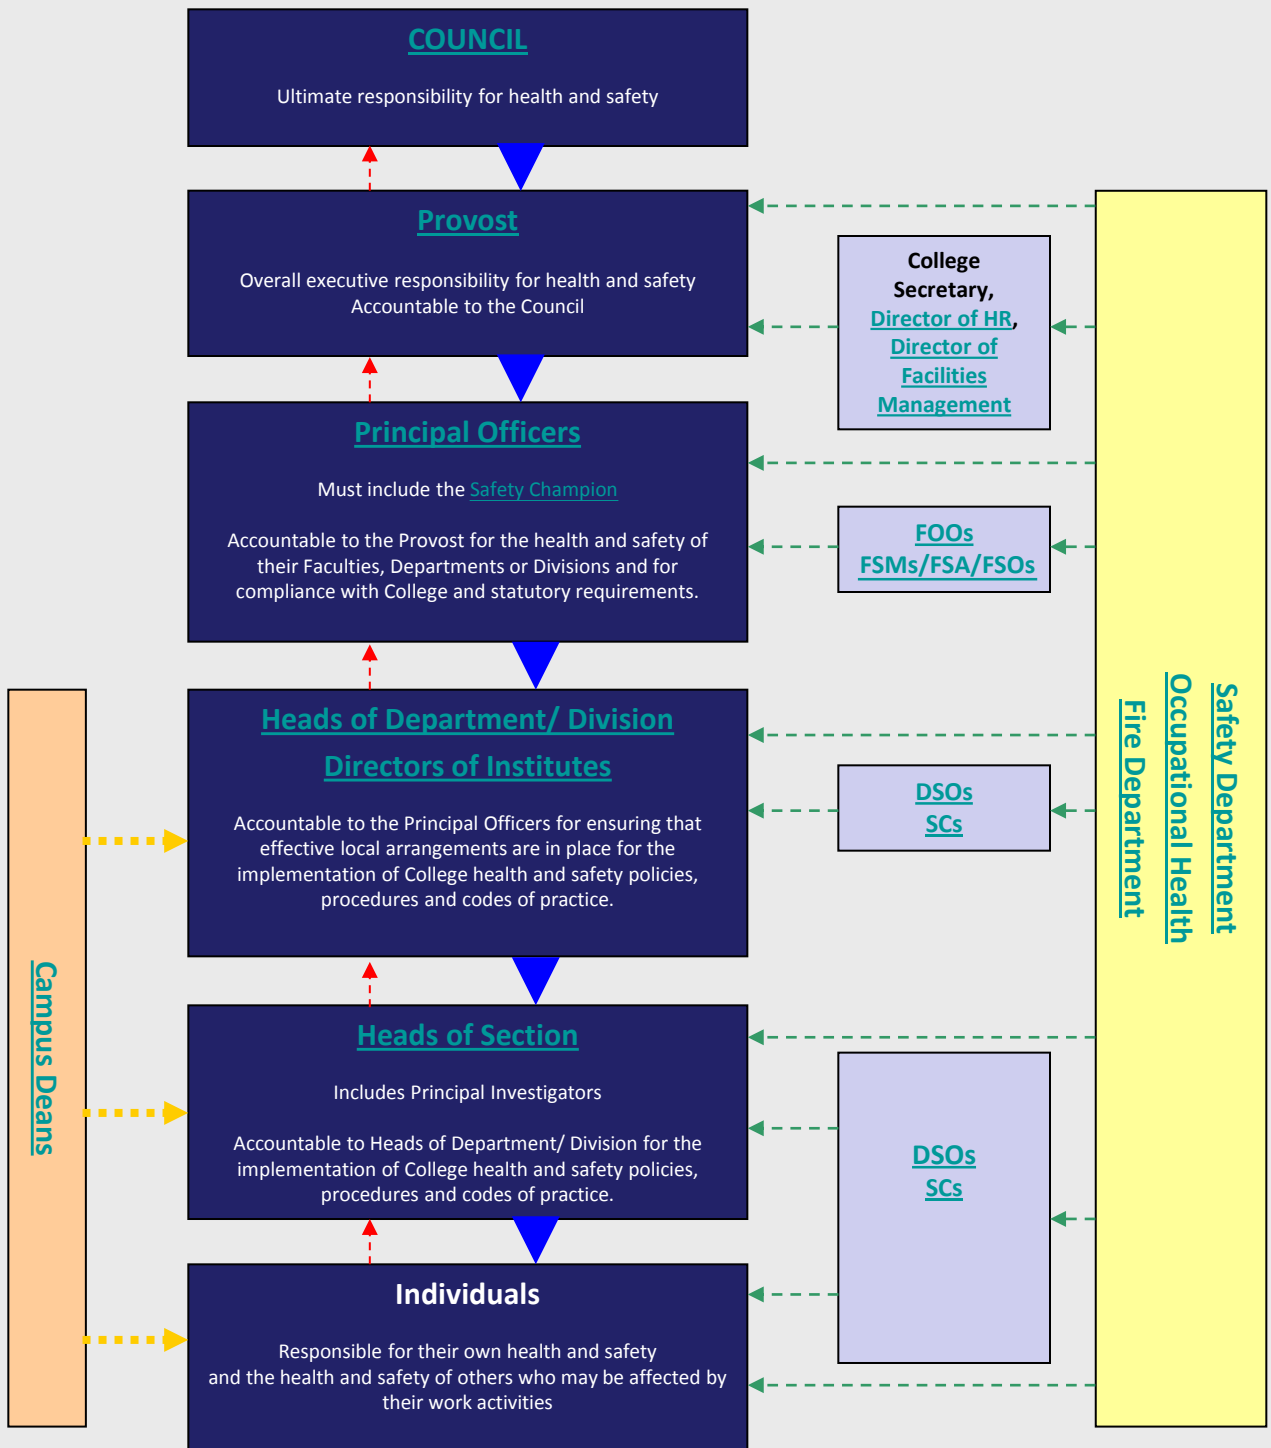 COUNCIL
Ultimate responsibility for health and safety
Provost
Overall executive responsibility for health and safety
Accountable to the Council
College
Secretary,
Director of HR,
Director of
Facilities
Management
Principal Officers
Must include the Safety Champion
Accountable to the Provost for the health and safety of
their Faculties, Departments or Divisions and for
compliance with College and statutory requirements.
FOOs
FSMs/FSA/FSOs
Heads of Department/ Division
Directors of Institutes
Accountable to the Principal Officers for ensuring that
effective local arrangements are in place for the
implementation of College health and safety policies,
procedures and codes of practice.
DSOs
SCs
Heads of Section
Includes Principal Investigators
Accountable to Heads of Department/ Division for the
implementation of College health and safety policies,
procedures and codes of practice.
DSOs
SCs
Individuals
Responsible for their own health and safety
and the health and safety of others who may be affected by
their work activities
Campus Deans
Safety Department
Occupational Health
Fire Department